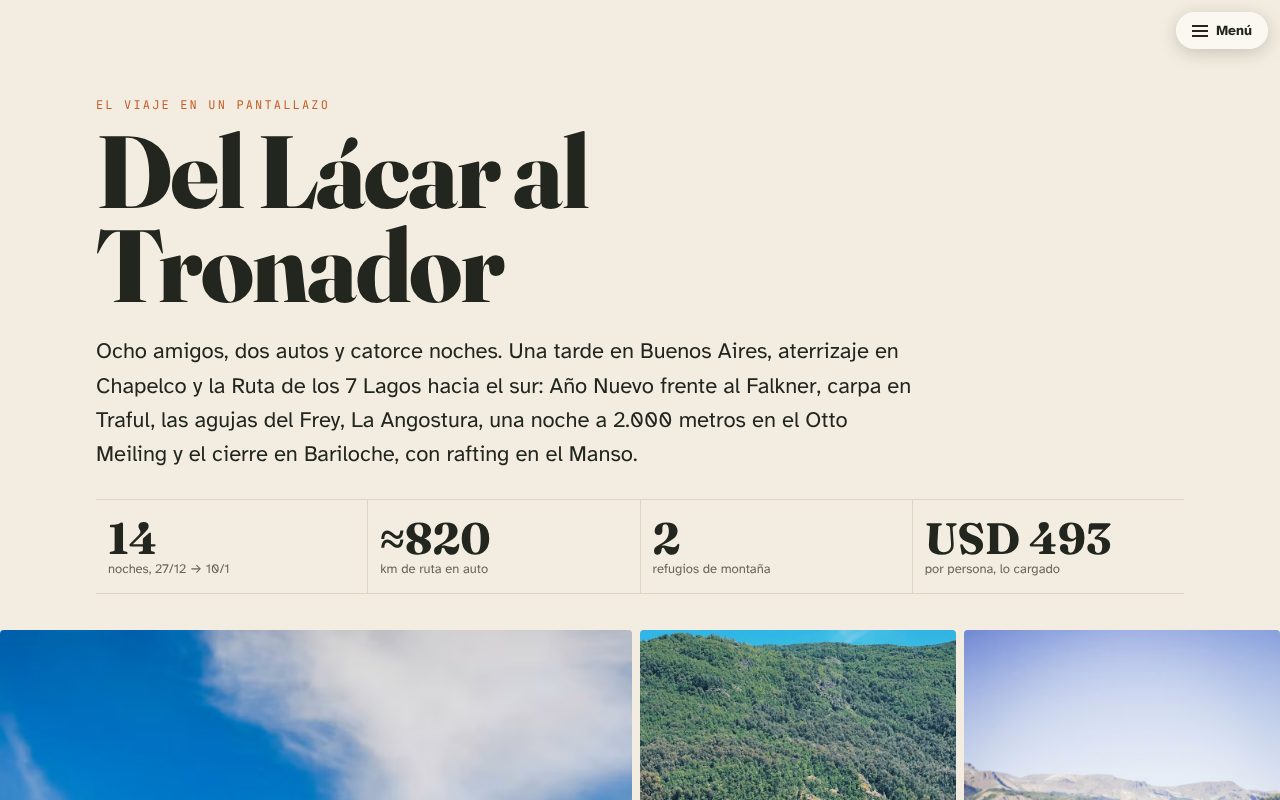 Menú
EL VIAJE EN UN PANTALLAZO
Del Lácar al
Tronador
Ocho amigos, dos autos y catorce noches. Una tarde en Buenos Aires, aterrizaje en
Chapelco y la Ruta de los 7 Lagos hacia el sur: Año Nuevo frente al Falkner, carpa en
Traful, las agujas del Frey, La Angostura, una noche a 2.000 metros en el Otto
Meiling y el cierre en Bariloche, con rafting en el Manso.
14
noches, 27/12 → 10/1
≈820
km de ruta en auto
2
refugios de montaña
USD 493
por persona, lo cargado